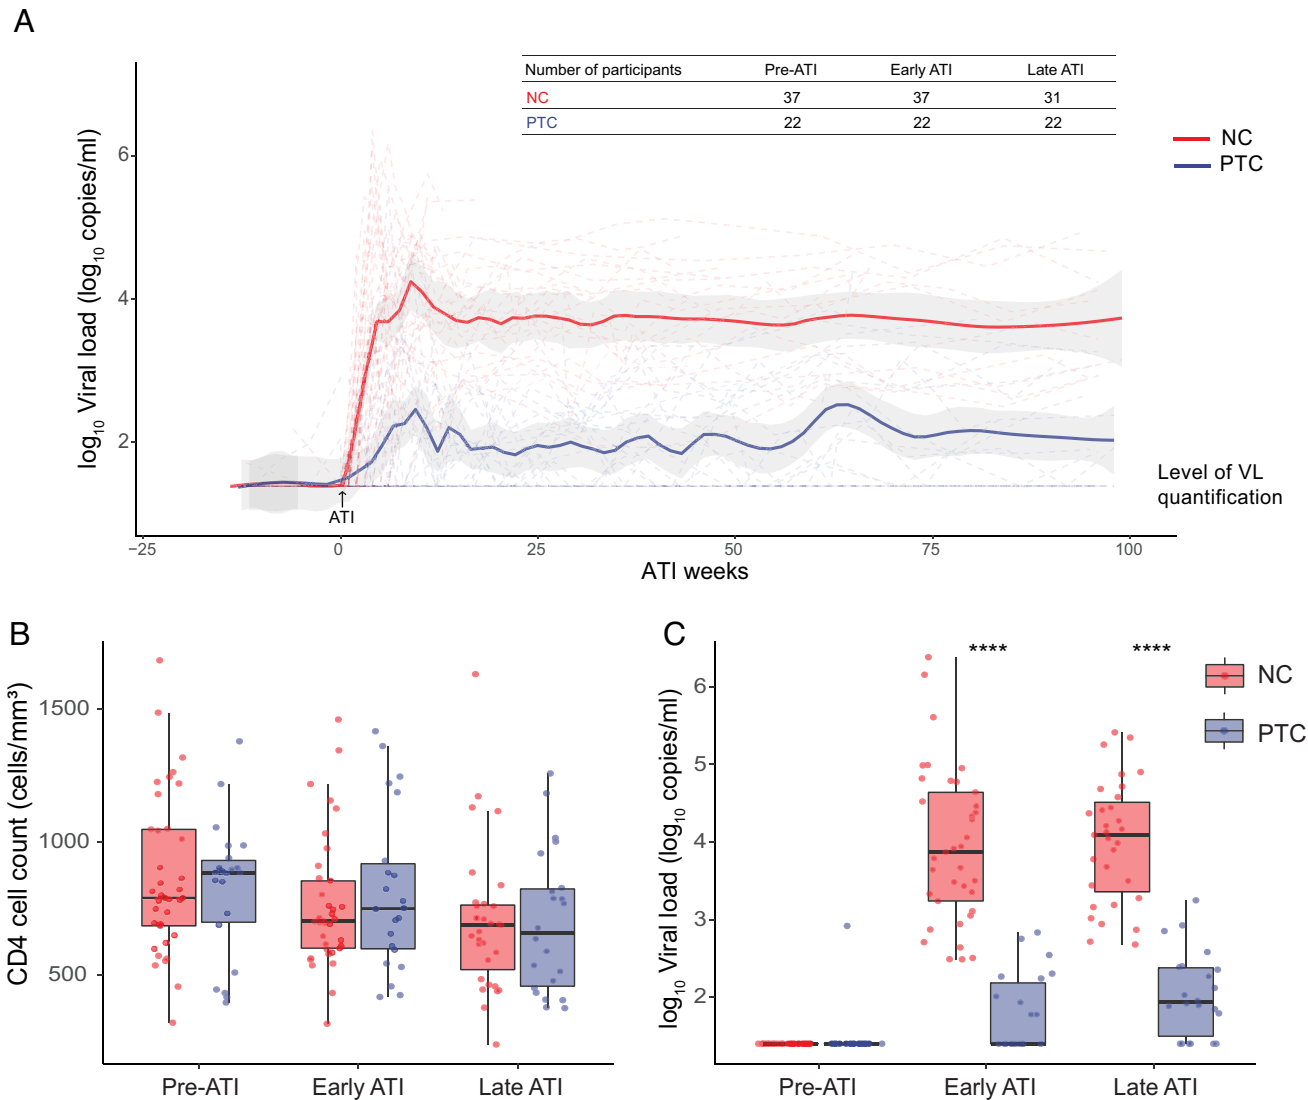 A
Number of participants Pre-ATI Early ATI Late ATI
NC 37 37 31
PTC 22 22 22
NC
PTC
log10 Viral load (log10 copies/ml)
6
4
2
ATI
Level of VL
quantification
−25 0 25 50 75 100
ATI weeks
B
CD4 cell count (cells/mm³)
1500
1000
500
Pre-ATI Early ATI Late ATI
C
**** ****
log10 Viral load (log10 copies/ml)
6
5
4
3
2
Pre-ATI Early ATI Late ATI
NC
PTC